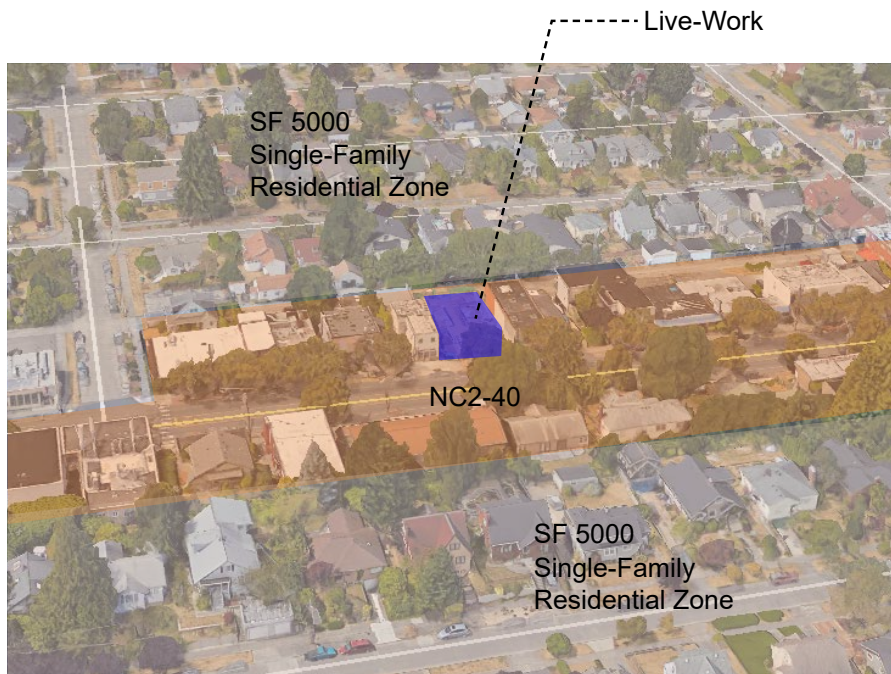 Live-Work
SF 5000
Single-Family
Residential Zone
NC2-40
SF 5000
Single-Family
Residential Zone